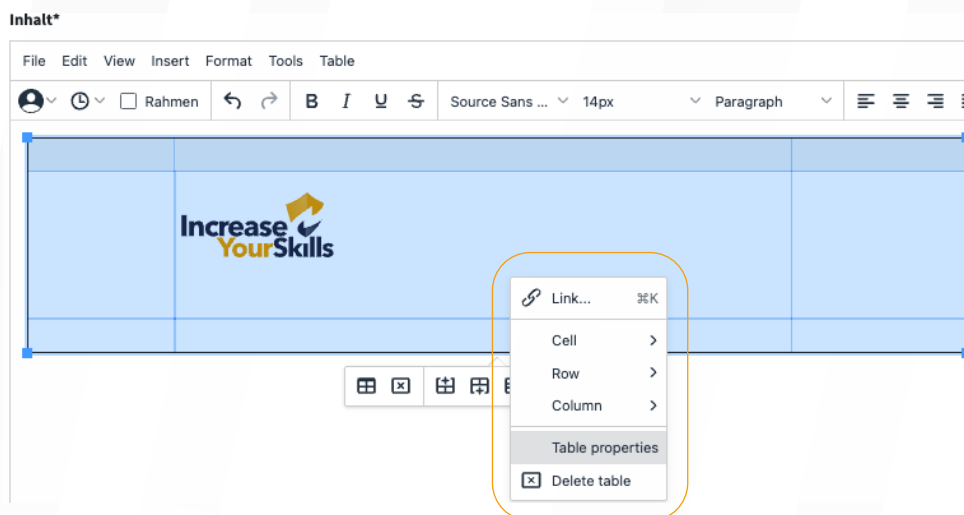 Inhalt*
File Edit View Insert Format Tools Table
Rahmen B I U S Source Sans ... 14px Paragraph
Increase
YourSkills
Link... ⌘K
Cell
Row
Column
Table properties
Delete table